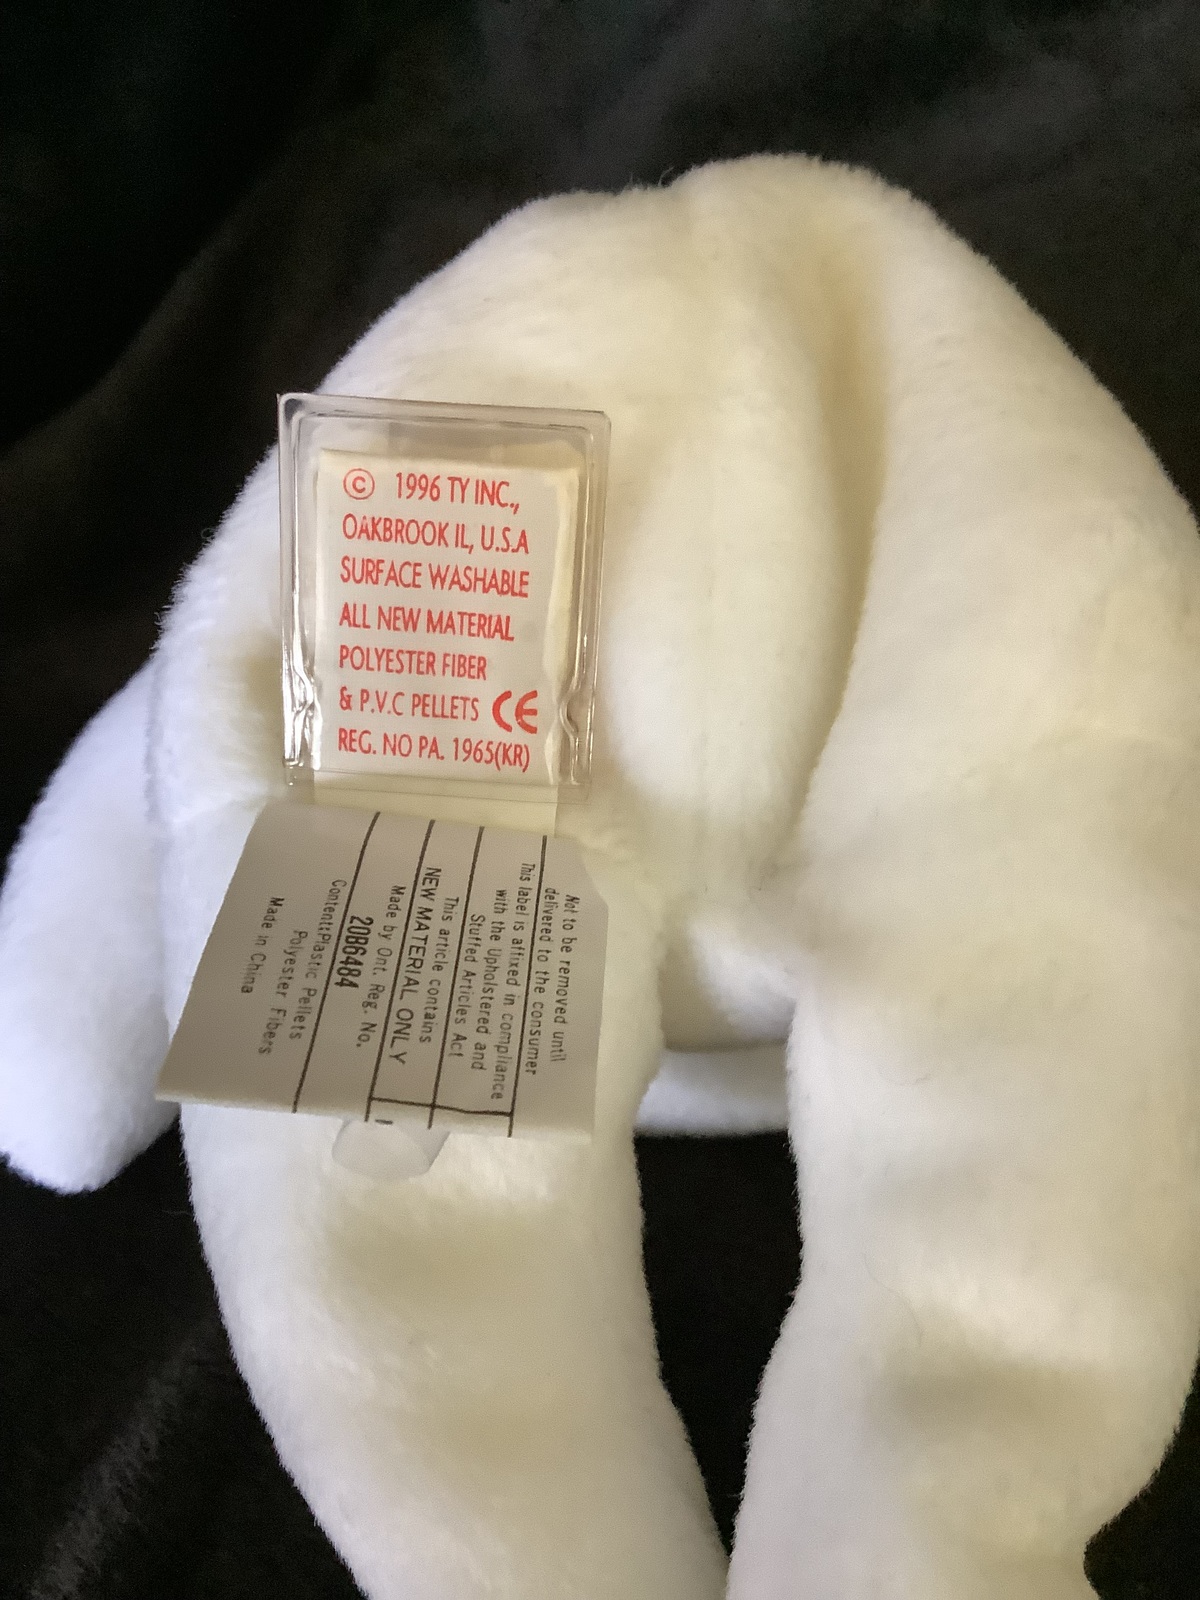 © 1996 TY INC.,
OAKBROOK IL, U.S.A
SURFACE WASHABLE
ALL NEW MATERIAL
POLYESTER FIBER
& P.V.C PELLETS CE
REG. NO PA. 1965(KR)
Not to be removed until
delivered to the consumer
This label is affixed in compliance
with the Upholstered and
Stuffed Articles Act
This article contains
NEW MATERIAL ONLY
Made by Ont. Reg. No.
2086484
Content:Plastic Pellets
Polyester Fibers
Made in China